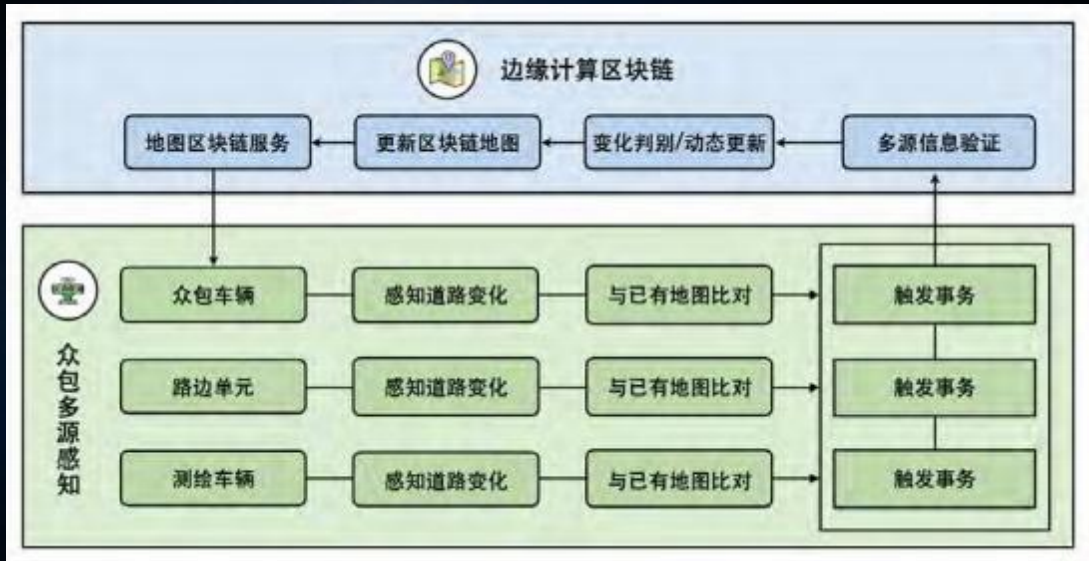 边缘计算区块链
地图区块链服务
更新区块链地图
变化判别/动态更新
多源信息验证
众包多源感知
众包车辆
感知道路变化
与已有地图比对
触发事务
路边单元
感知道路变化
与已有地图比对
触发事务
测绘车辆
感知道路变化
与已有地图比对
触发事务